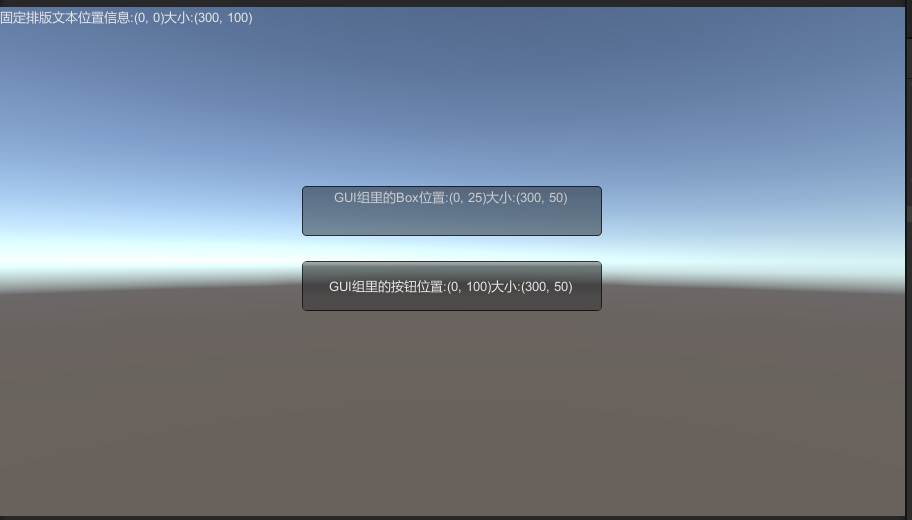 固定排版文本位置信息:(0, 0)大小:(300, 100)
GUI组里的Box位置:(0, 25)大小:(300, 50)
GUI组里的按钮位置:(0, 100)大小:(300, 50)